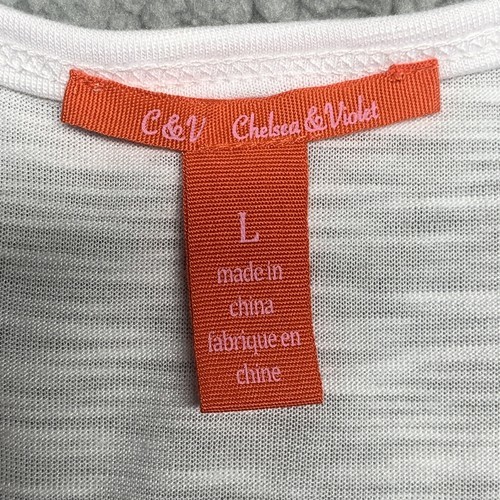 C&V Chelsea & Violet
L
made in
china
fabrique en
chine